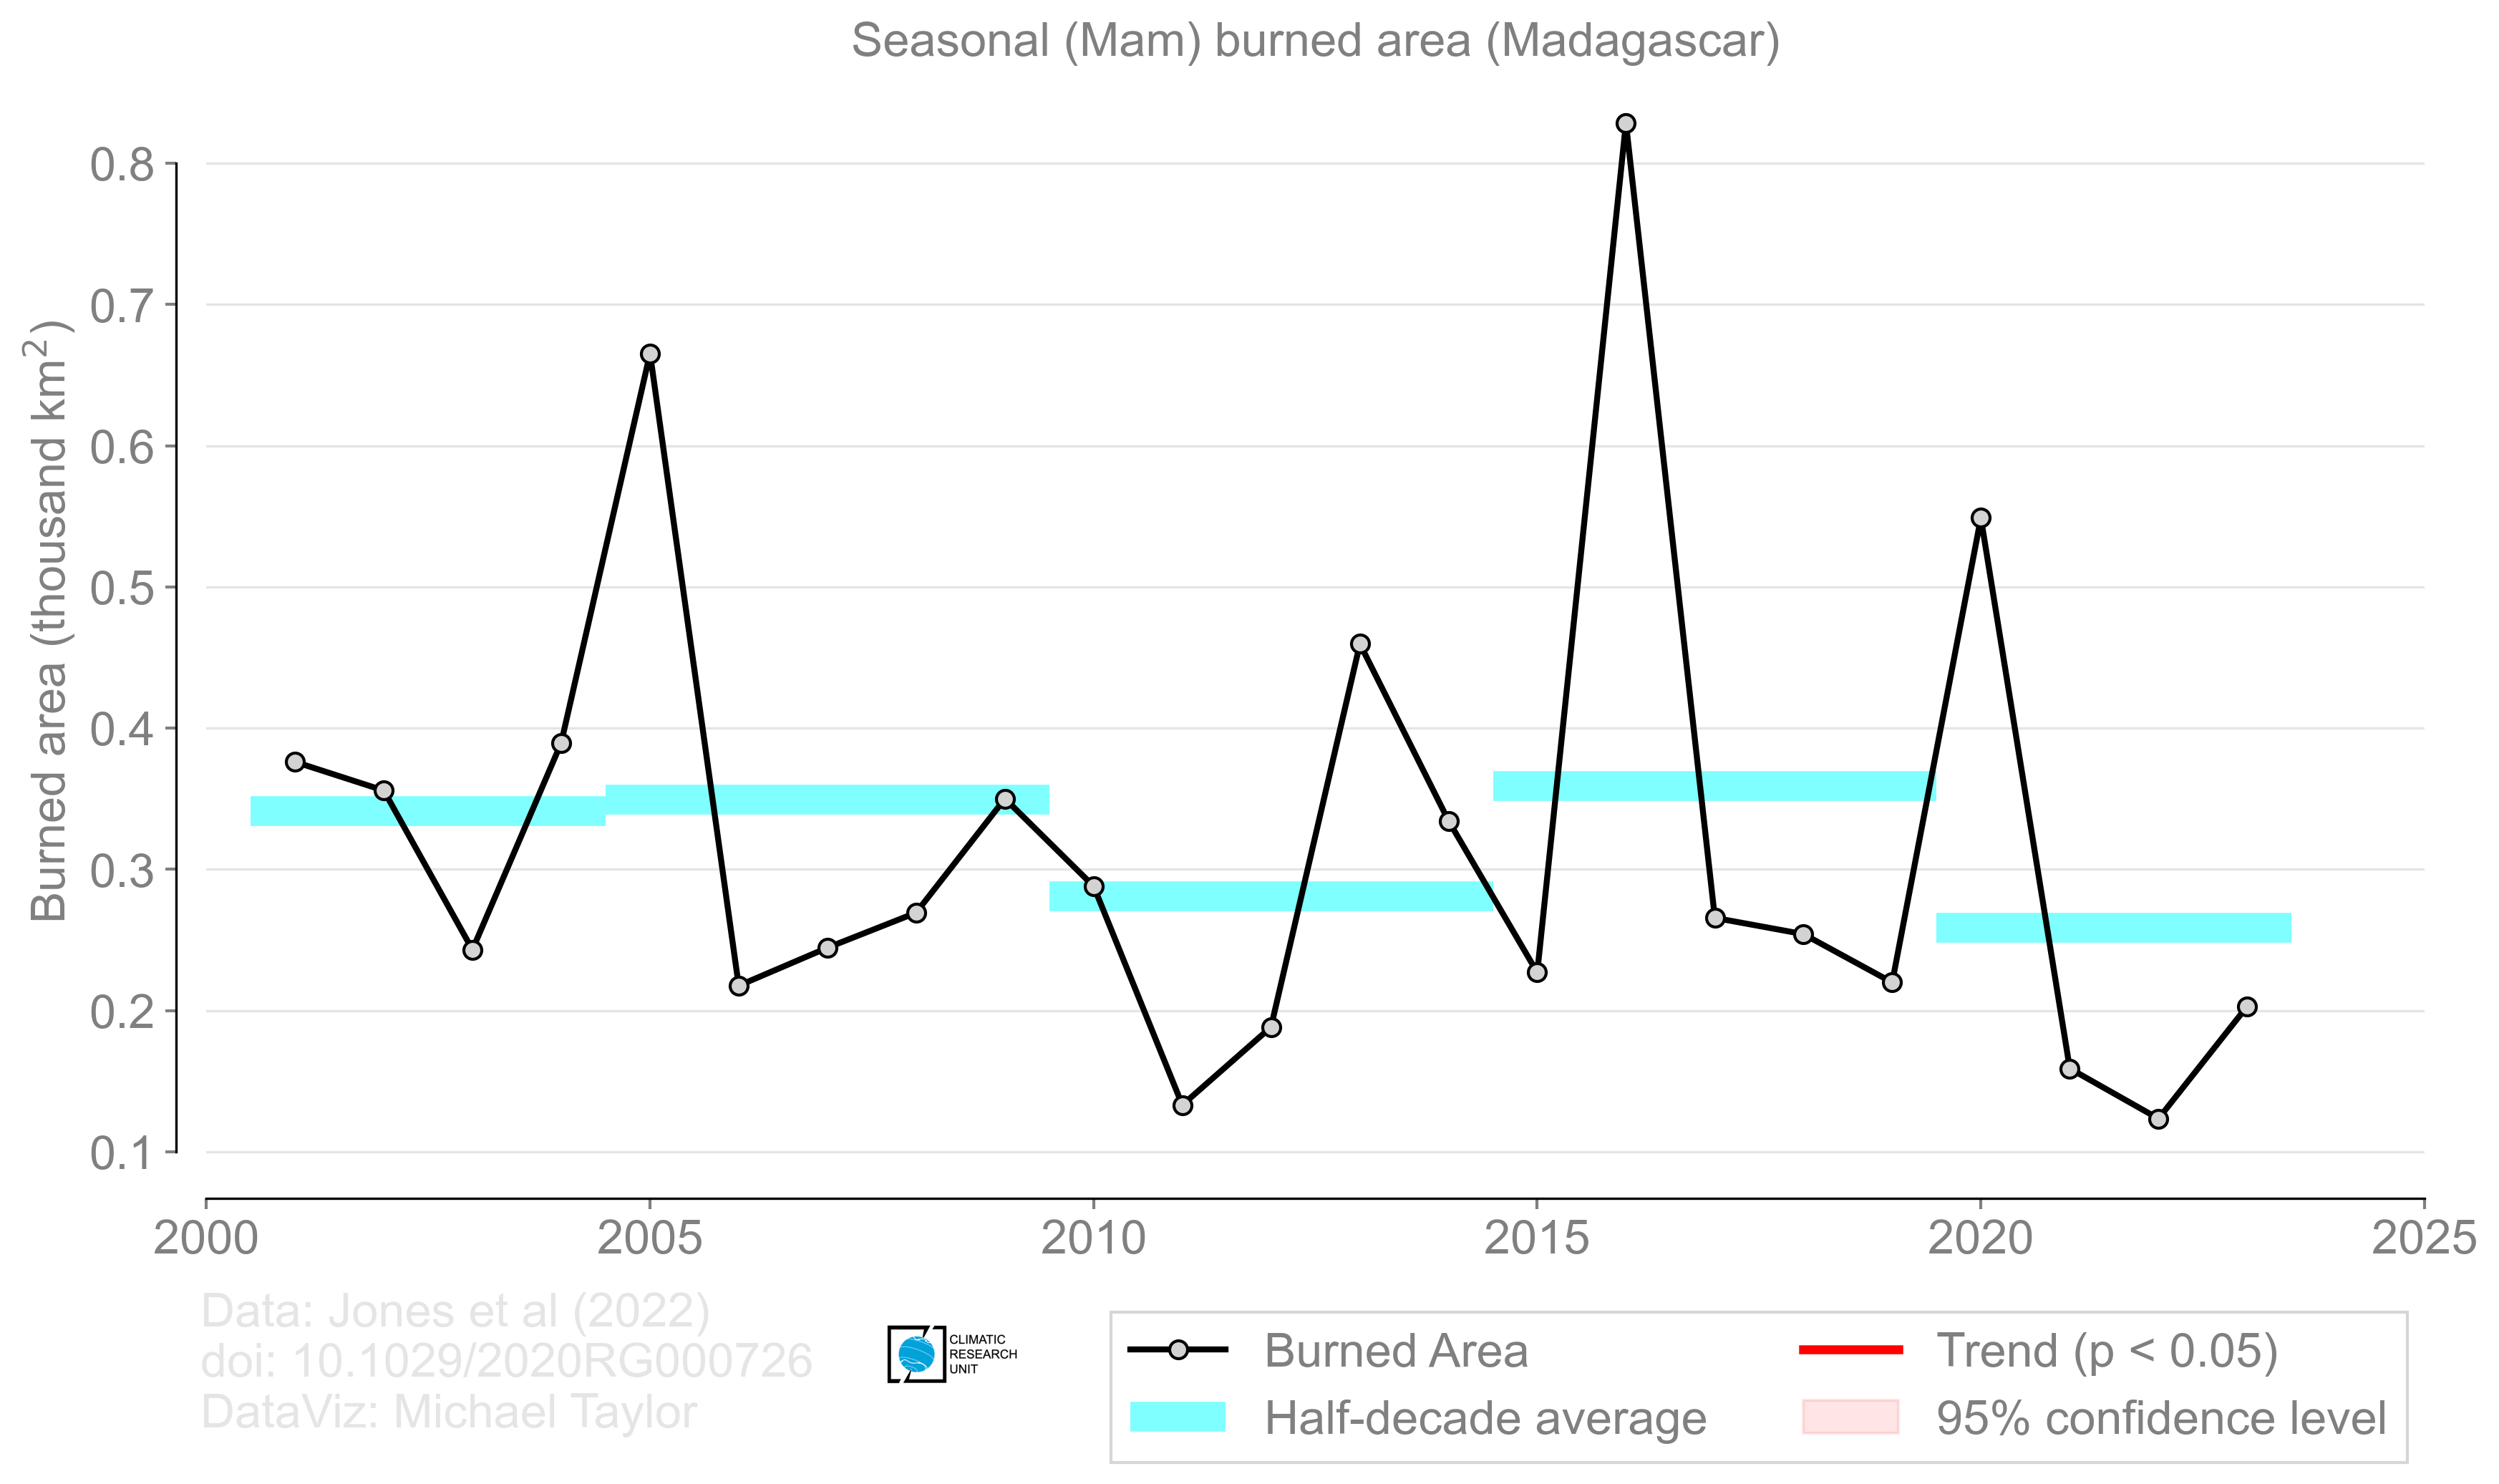 Seasonal (Mam) burned area (Madagascar)
Burned area (thousand km²)
0.8
0.7
0.6
0.5
0.4
0.3
0.2
0.1
2000 2005 2010 2015 2020 2025
Data: Jones et al (2022)
doi: 10.1029/2020RG000726
DataViz: Michael Taylor
CLIMATIC
RESEARCH
UNIT
Burned Area
Half-decade average
Trend (p < 0.05)
95% confidence level